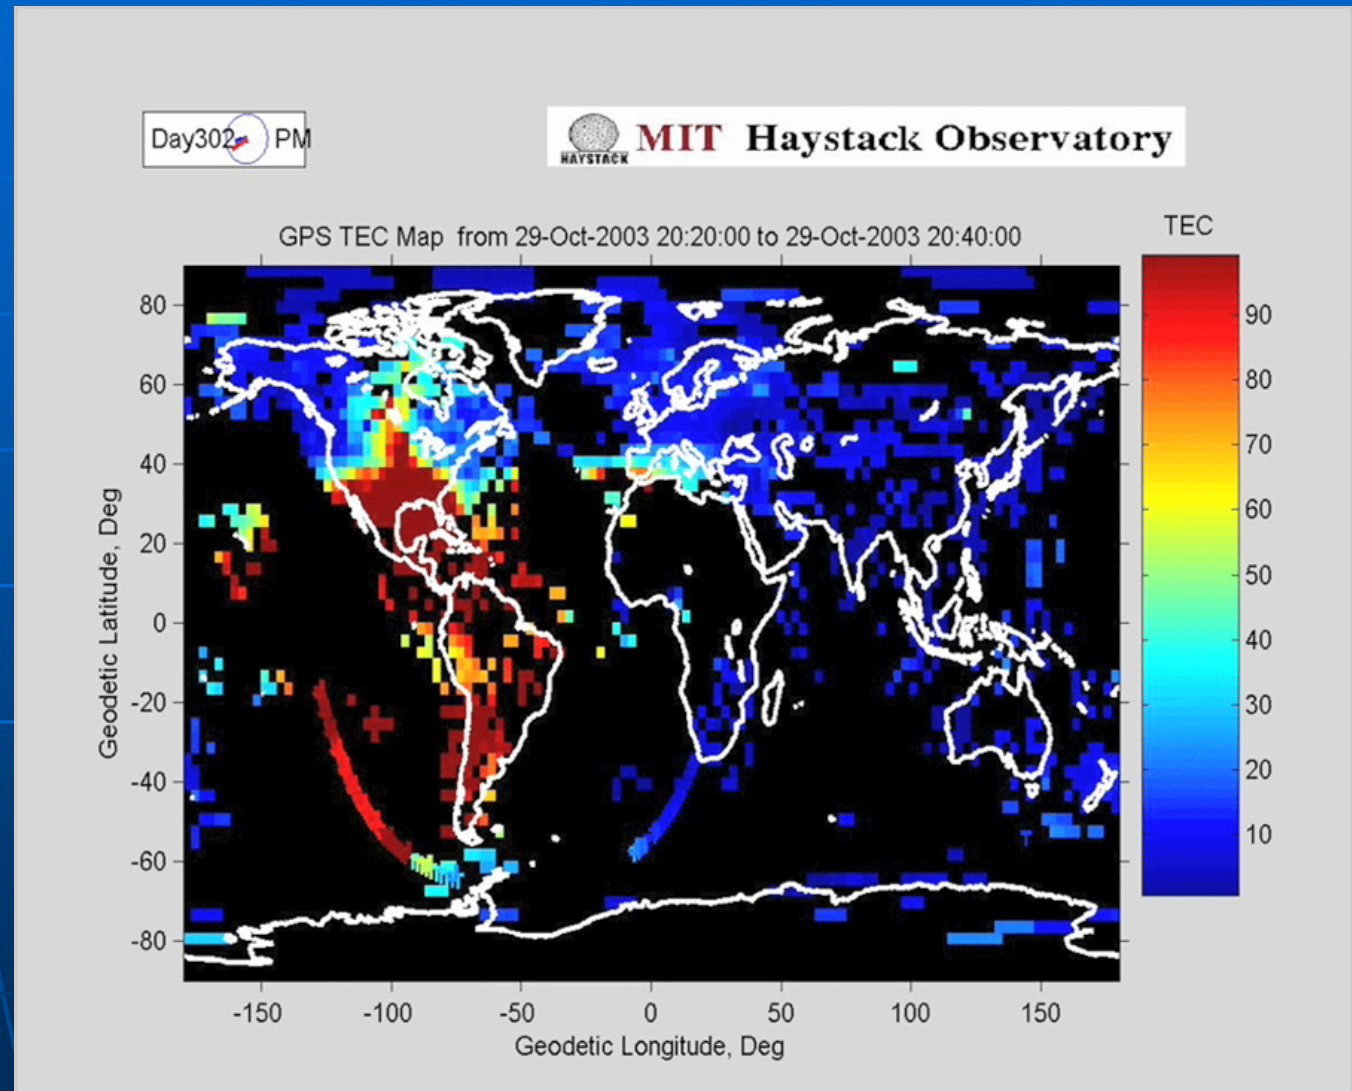 Day302 PM
HAYSTACK
MIT Haystack Observatory
GPS TEC Map from 29-Oct-2003 20:20:00 to 29-Oct-2003 20:40:00
TEC
80
60
40
20
0
-20
-40
-60
-80
Geodetic Latitude, Deg
90
80
70
60
50
40
30
20
10
-150 -100 -50 0 50 100 150
Geodetic Longitude, Deg